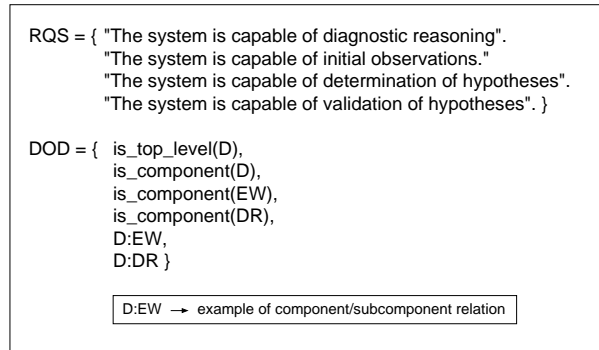 RQS = { "The system is capable of diagnostic reasoning".
"The system is capable of initial observations."
"The system is capable of determination of hypotheses".
"The system is capable of validation of hypotheses". }
DOD = { is_top_level(D),
is_component(D),
is_component(EW),
is_component(DR),
D:EW,
D:DR }
D:EW → example of component/subcomponent relation